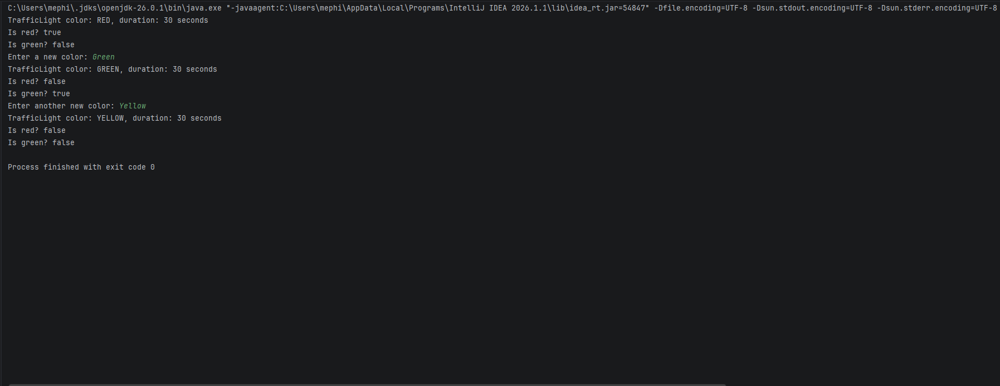 C:\Users\mephi\.jdks\openjdk-26.0.1\bin\java.exe "-javaagent:C:\Users\mephi\AppData\Local\Programs\IntelliJ IDEA 2026.1.1\lib\idea_rt.jar=54847" -Dfile.encoding=UTF-8 -Dsun.stdout.encoding=UTF-8 -Dsun.stderr.encoding=UTF-8
TrafficLight color: RED, duration: 30 seconds
Is red? true
Is green? false
Enter a new color: Green
TrafficLight color: GREEN, duration: 30 seconds
Is red? false
Is green? true
Enter another new color: Yellow
TrafficLight color: YELLOW, duration: 30 seconds
Is red? false
Is green? false
Process finished with exit code 0